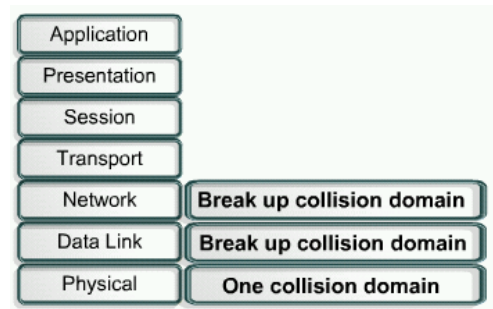 Application
Presentation
Session
Transport
Network Break up collision domain
Data Link Break up collision domain
Physical One collision domain